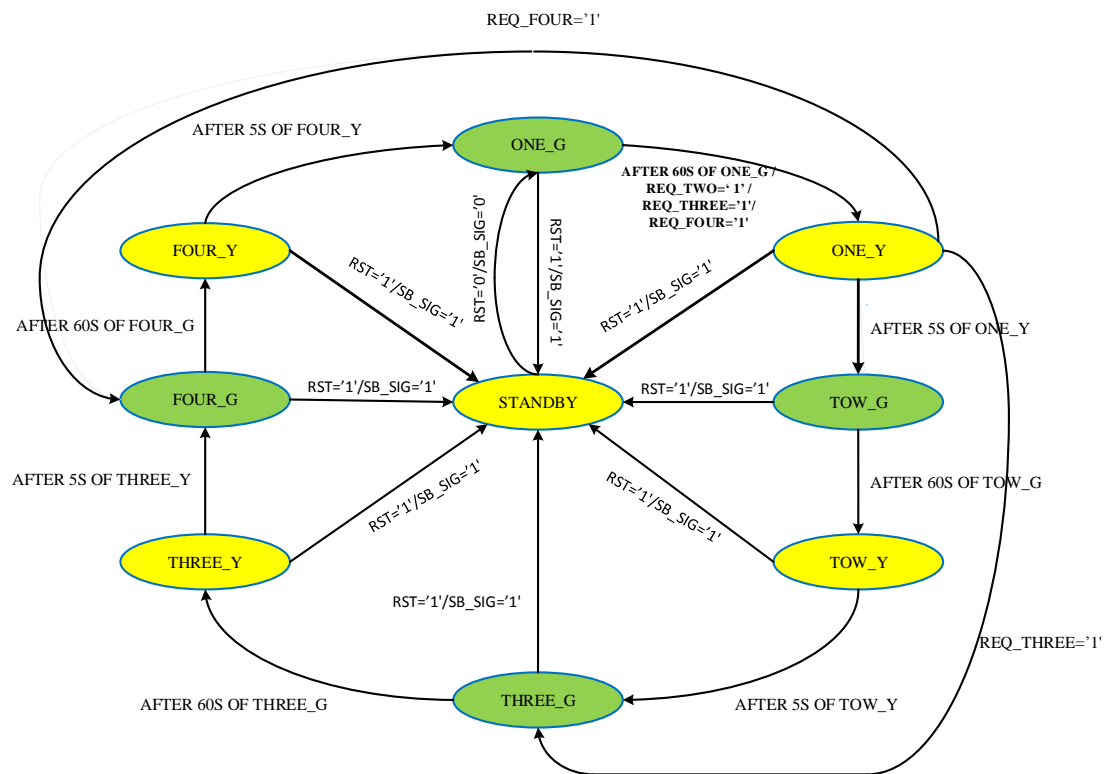 REQ_FOUR='1'
AFTER 5S OF FOUR_Y
ONE_G
AFTER 60S OF ONE_G /
REQ_TWO=‘ 1’ /
REQ_THREE=’1'/
REQ_FOUR=’1'
FOUR_Y
ONE_Y
RST='1'/SB_SIG='1'
RST='0'/SB_SIG='0'
RST='1'/SB_SIG='1'
RST='1'/SB_SIG='1'
AFTER 60S OF FOUR_G
AFTER 5S OF ONE_Y
FOUR_G
RST='1'/SB_SIG='1'
STANDBY
RST='1'/SB_SIG='1'
TOW_G
AFTER 5S OF THREE_Y
RST='1'/SB_SIG='1'
RST='1'/SB_SIG='1'
AFTER 60S OF TOW_G
THREE_Y
TOW_Y
RST='1'/SB_SIG='1'
REQ_THREE=’1'
AFTER 60S OF THREE_G
THREE_G
AFTER 5S OF TOW_Y